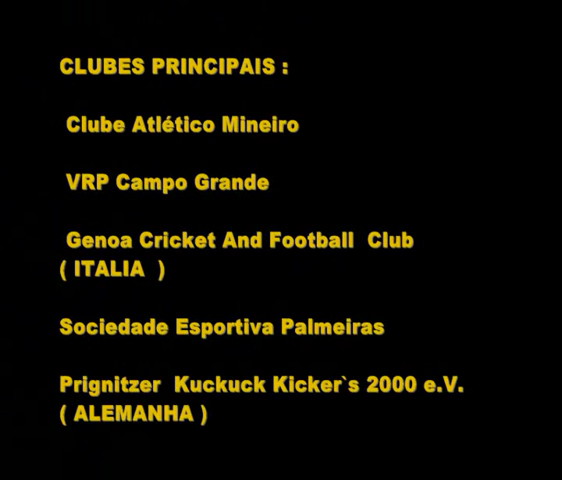 CLUBES PRINCIPAIS :
Clube Atlético Mineiro
VRP Campo Grande
Genoa Cricket And Football Club
( ITALIA )
Sociedade Esportiva Palmeiras
Prignitzer Kuckuck Kicker`s 2000 e.V.
( ALEMANHA )